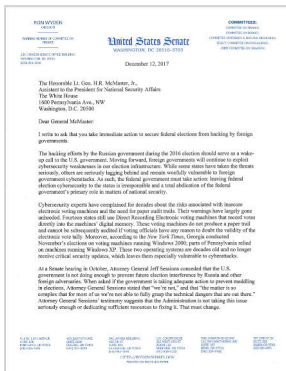 RON WYDEN
OREGON
RANKING MEMBER OF COMMITTEE ON
FINANCE
United States Senate
WASHINGTON, DC 20510-3703
COMMITTEES:
COMMITTEE ON FINANCE
COMMITTEE ON BUDGET
December 12, 2017
The Honorable Lt. Gen. H.R. McMaster, Jr.
Assistant to the President for National Security Affairs
The White House
1600 Pennsylvania Ave., NW
Washington, D.C. 20500
Dear General McMaster:
I write to ask that you take immediate action to secure federal elections from hacking by foreign
governments.
The hacking efforts by the Russian government during the 2016 election should serve as a wake-
up call to the U.S. government. Moving forward, foreign governments will continue to exploit
cybersecurity weaknesses in our election infrastructure. While some states have taken the threats
seriously, others are seriously lagging behind and remain woefully vulnerable to foreign
government cyberattacks. As such, the federal government must take action: leaving federal
election cybersecurity to the states is irresponsible and a total abdication of the federal
government's primary role in matters of national security.
Cybersecurity experts have complained for decades about the risks associated with insecure
electronic voting machines and the need for paper audit trails. Their warnings have largely gone
unheeded. Fourteen states still use Direct Recording Electronic voting machines that record votes
directly into the machines' digital memory. These voting machines do not produce a paper trail
and cannot be subsequently audited if voting officials have any reason to doubt the validity of the
electronic vote tally. Moreover, according to the New York Times, Georgia conducted
November's elections on voting machines running Windows 2000; parts of Pennsylvania relied
on machines running Windows XP. These two operating systems are decades old and no longer
receive critical security updates, which leaves them especially vulnerable to cyberattacks.
At a Senate hearing in October, Attorney General Jeff Sessions conceded that the U.S.
government is not doing enough to prevent future election interference by Russia and other
foreign adversaries. When asked if the government is taking adequate action to prevent meddling
in elections, Attorney General Sessions stated that "we're not," and that "the matter is so
complex that for most of us we're not able to fully grasp the technical dangers that are out there."
Attorney General Sessions' testimony suggests that the Administration is not taking this issue
seriously enough or dedicating sufficient resources to fixing it. That must change.